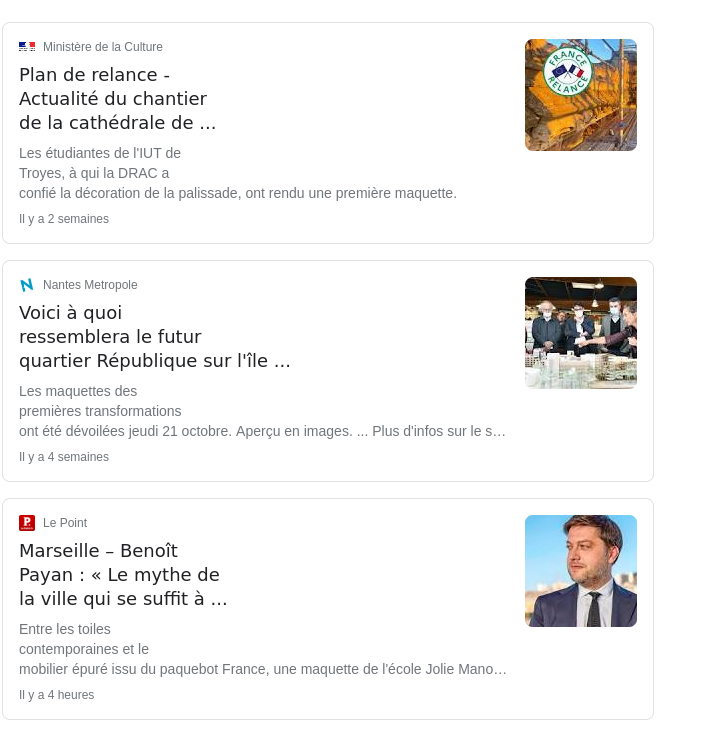 Ministère de la Culture
Plan de relance -
Actualité du chantier
de la cathédrale de ...
Les étudiantes de l'IUT de
Troyes, à qui la DRAC a
confié la décoration de la palissade, ont rendu une première maquette.
Il y a 2 semaines
FRANCE
RELANCE
Nantes Metropole
Voici à quoi
ressemblera le futur
quartier République sur l'île ...
Les maquettes des
premières transformations
ont été dévoilées jeudi 21 octobre. Aperçu en images. ... Plus d'infos sur le s…
Il y a 4 semaines
Le Point
Marseille – Benoît
Payan : « Le mythe de
la ville qui se suffit à ...
Entre les toiles
contemporaines et le
mobilier épuré issu du paquebot France, une maquette de l'école Jolie Mano…
Il y a 4 heures